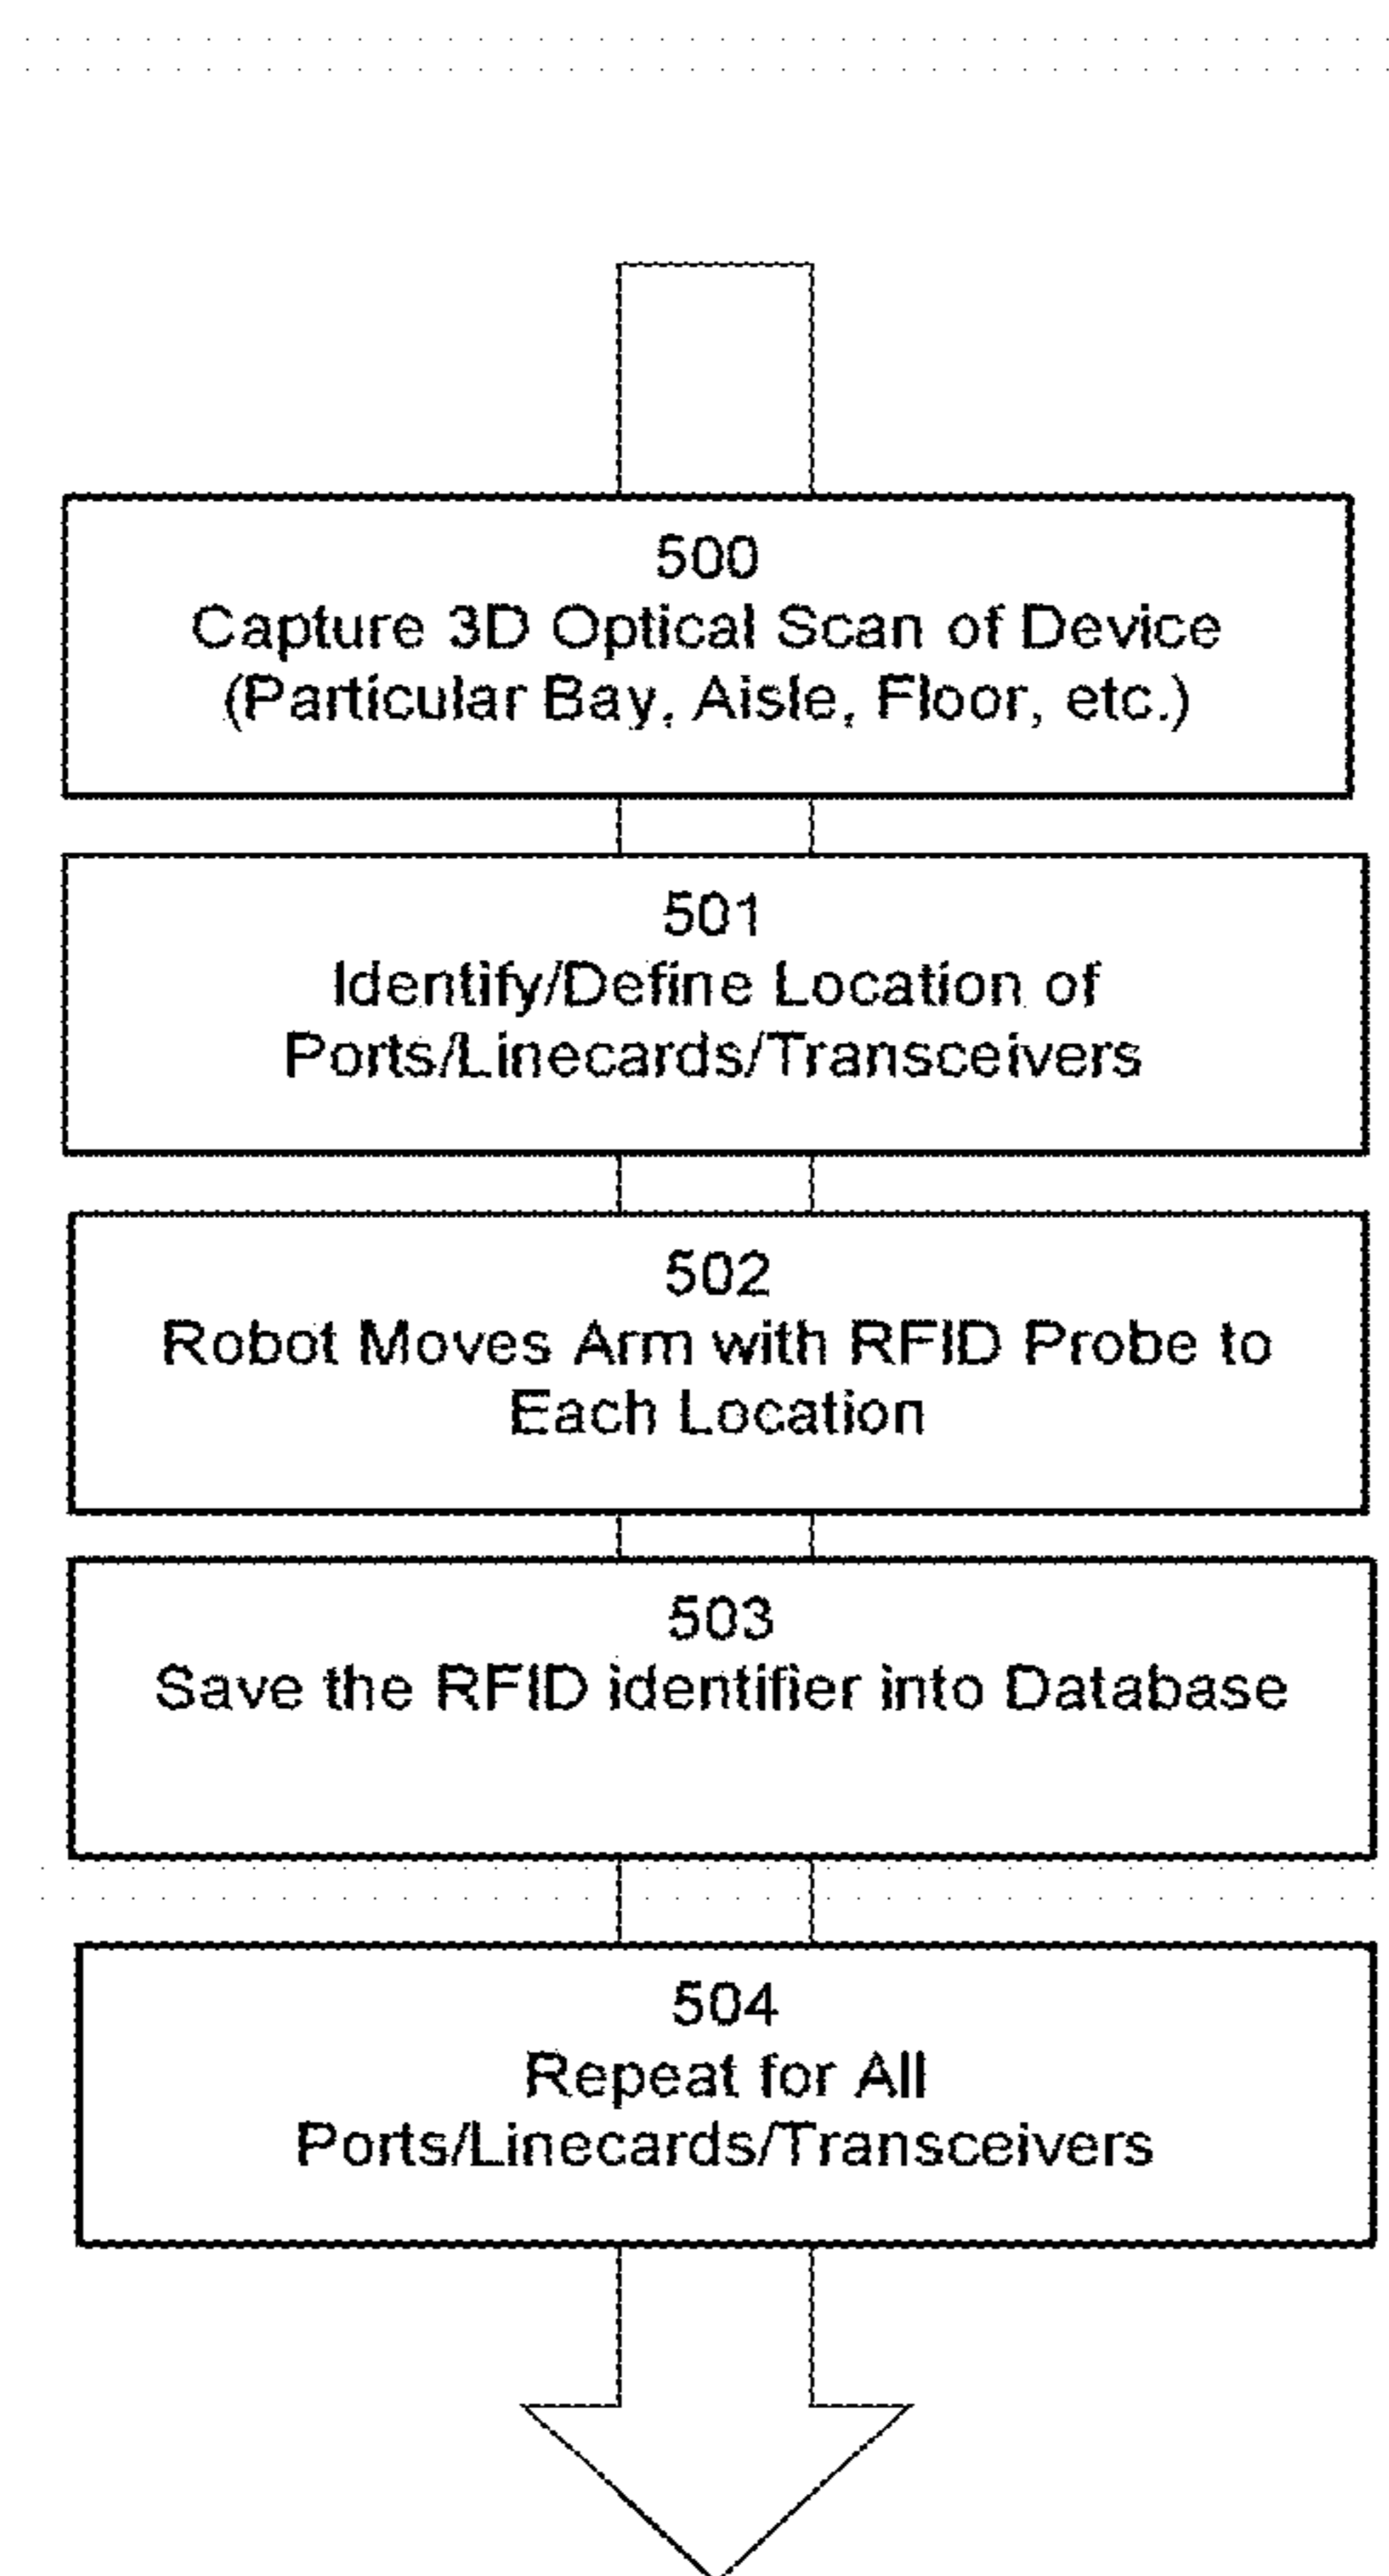 500
Capture 3D Optical Scan of Device
(Particular Bay, Aisle, Floor, etc.)
501
Identify/Define Location of
Ports/Linecards/Transceivers
502
Robot Moves Arm with RFID Probe to
Each Location
503
Save the RFID identifier into Database
504
Repeat for All
Ports/Linecards/Transceivers